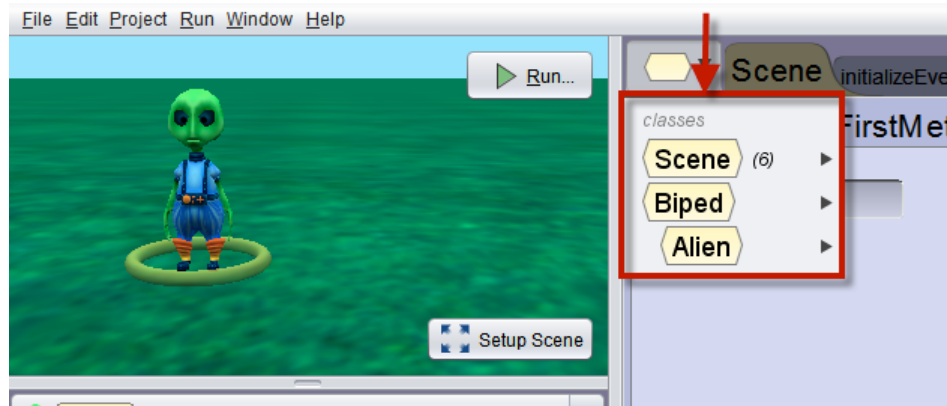 File Edit Project Run Window Help
Run...
Scene initializeEve
classes
FirstMet
Scene (6)
Biped
Alien
Setup Scene